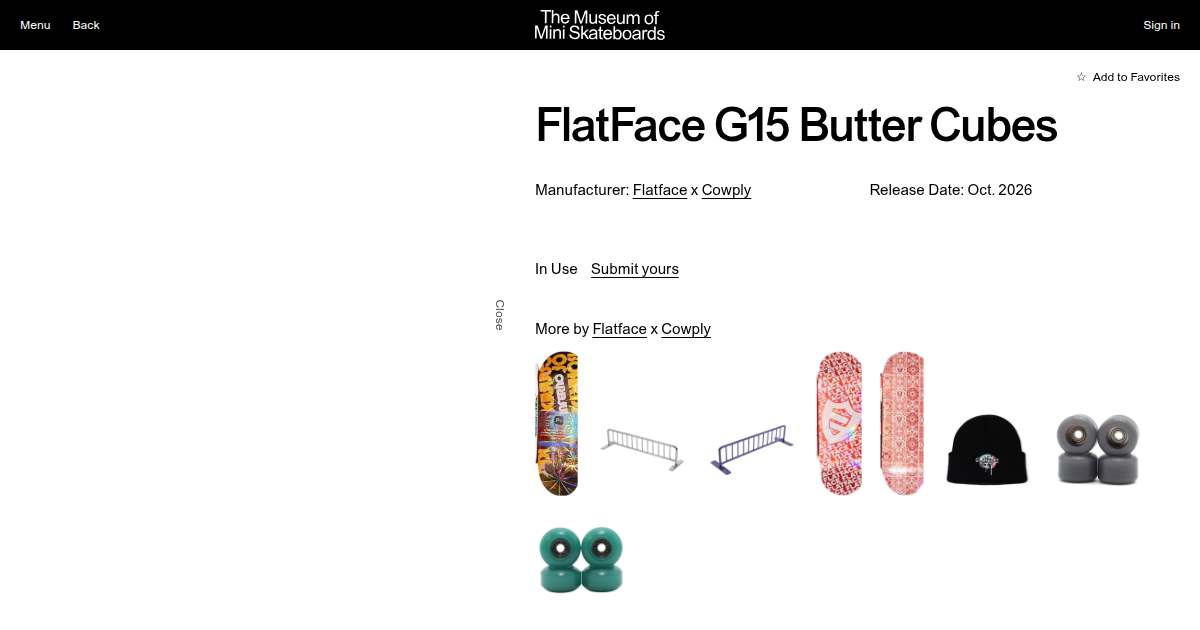 Menu
Back
The Museum of
Mini Skateboards
Sign in
☆ Add to Favorites
FlatFace G15 Butter Cubes
Manufacturer: Flatface x Cowply
Release Date: Oct. 2026
In Use Submit yours
Close
More by Flatface x Cowply